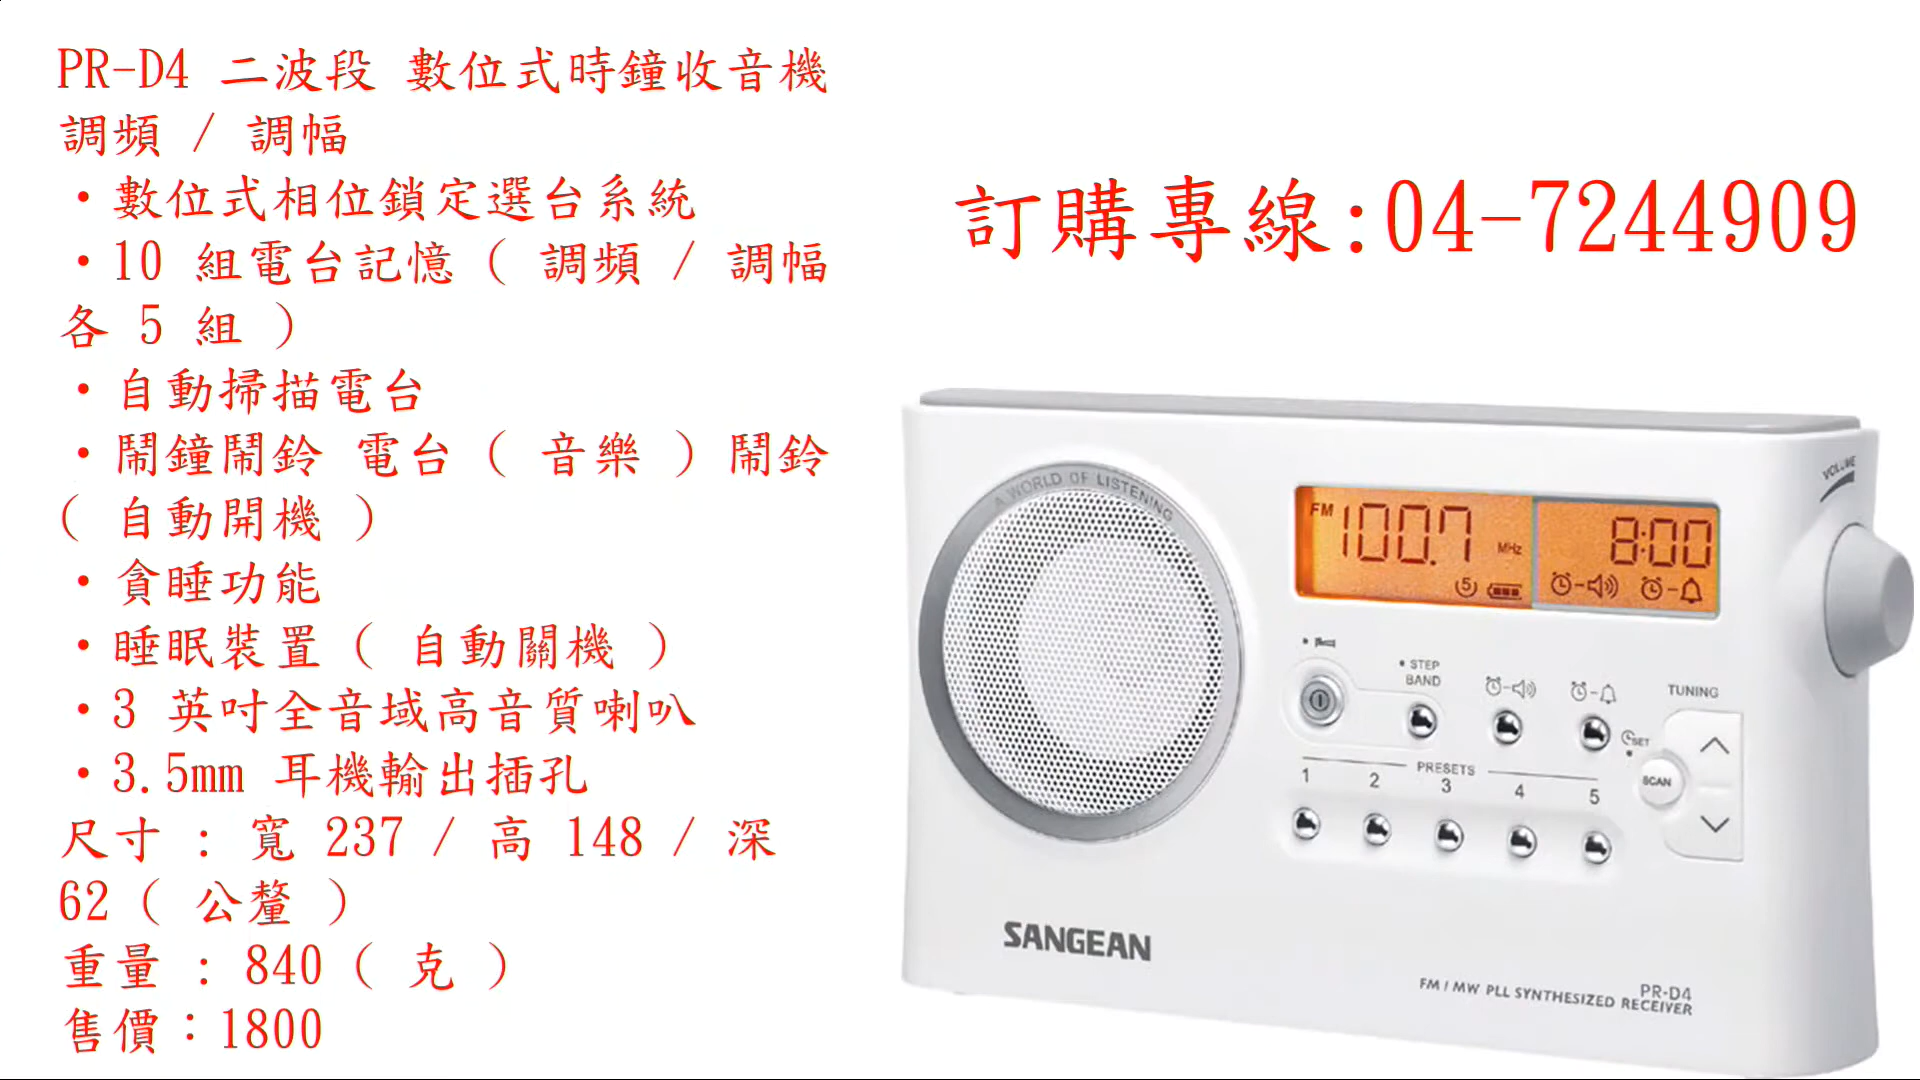 PR-D4 二波段 數位式時鐘收音機
調頻 / 調幅
・數位式相位鎖定選台系統
・10 組電台記憶 ( 調頻 / 調幅
各 5 組 )
・自動掃描電台
・鬧鐘鬧鈴 電台 ( 音樂 ) 鬧鈴
( 自動開機 )
・貪睡功能
・睡眠裝置 ( 自動關機 )
・3 英吋全音域高音質喇叭
・3.5mm 耳機輸出插孔
尺寸 : 寬 237 / 高 148 / 深
62 ( 公釐 )
重量 : 840 ( 克 )
售價：1800
訂購專線:04-7244909
A WORLD OF LISTENING
VOLUME
FM 100.7 MHz 8:00
5
STEP
BAND
TUNING
SET
SCAN
PRESETS
1 2 3 4 5
SANGEAN
PR-D4
FM / MW PLL SYNTHESIZED RECEIVER